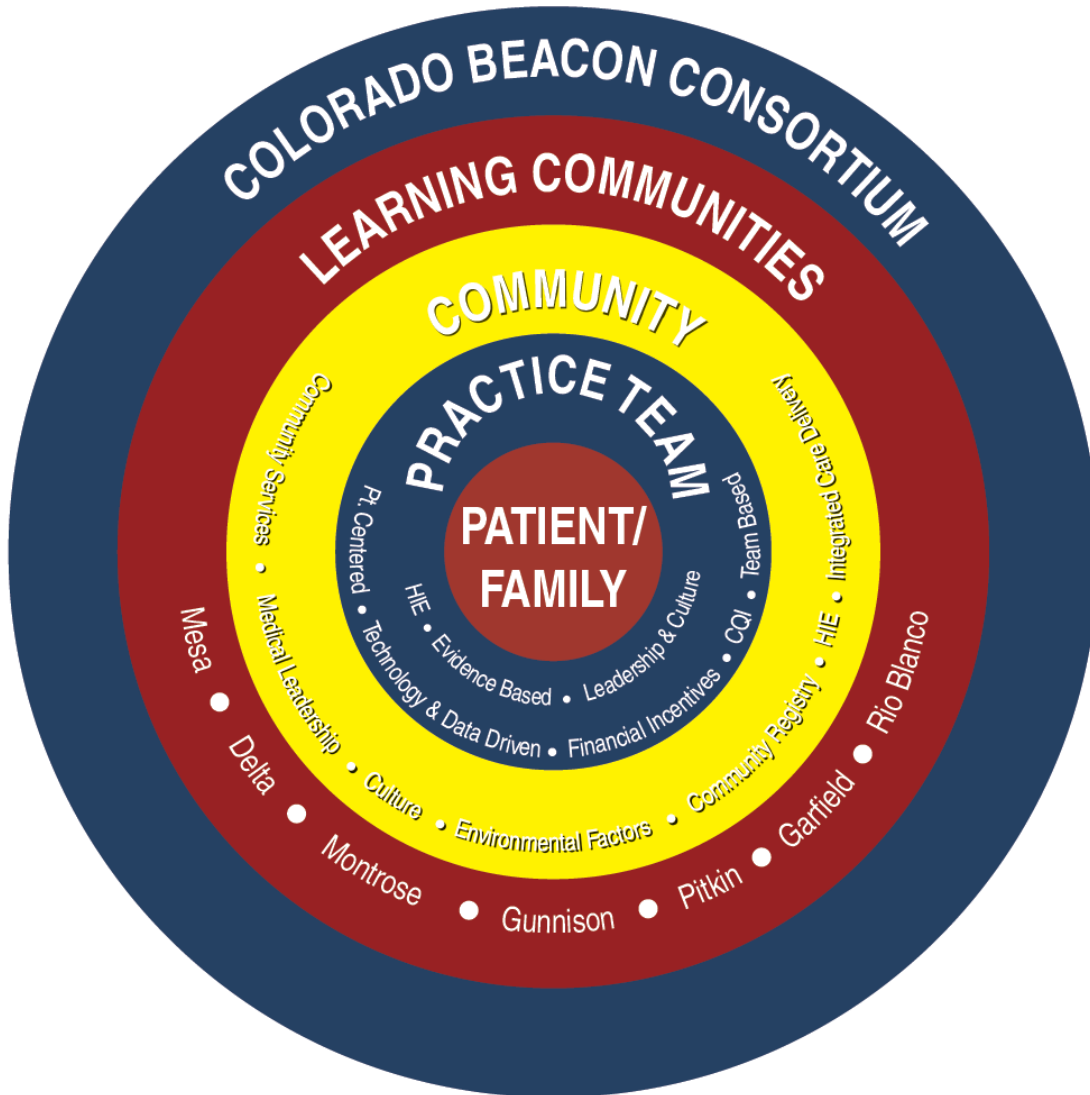 COLORADO BEACON CONSORTIUM
LEARNING COMMUNITIES
COMMUNITY
PRACTICE TEAM
PATIENT/
FAMILY
HIE • Evidence Based • Leadership & Culture
Pt. Centered • Technology & Data Driven • Financial Incentives • CQI • Team Based
Community Services • Medical Leadership • Culture • Environmental Factors • Community Registry • HIE • Integrated Care Delivery
Mesa • Delta • Montrose • Gunnison • Pitkin • Garfield • Rio Blanco